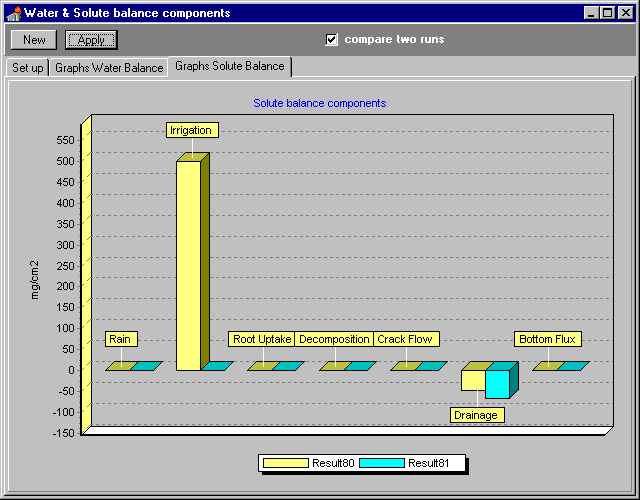 Water & Solute balance components
New Apply compare two runs
Set up Graphs Water Balance Graphs Solute Balance
Solute balance components
Irrigation
550
500
450
400
350
300
250
200
150
100
50
0
-50
-100
-150
mg/cm2
Rain Root Uptake Decomposition Crack Flow Bottom Flux
Drainage
Result80 Result81